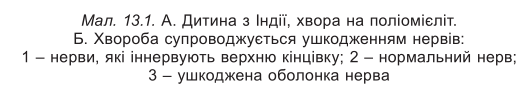 Мал. 13.1. А. Дитина з Індії, хвора на поліомієліт.
Б. Хвороба супроводжується ушкодженням нервів:
1 – нерви, які іннервують верхню кінцівку; 2 – нормальний нерв;
3 – ушкоджена оболонка нерва